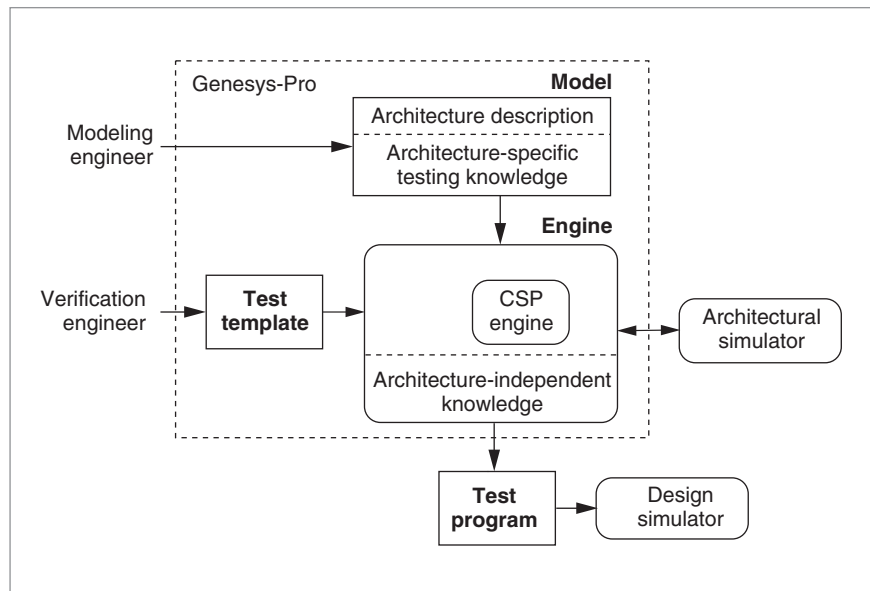 Genesys-Pro
Model
Architecture description
Architecture-specific
testing knowledge
Modeling
engineer
Engine
Verification
engineer
Test
template
CSP
engine
Architectural
simulator
Architecture-independent
knowledge
Test
program
Design
simulator